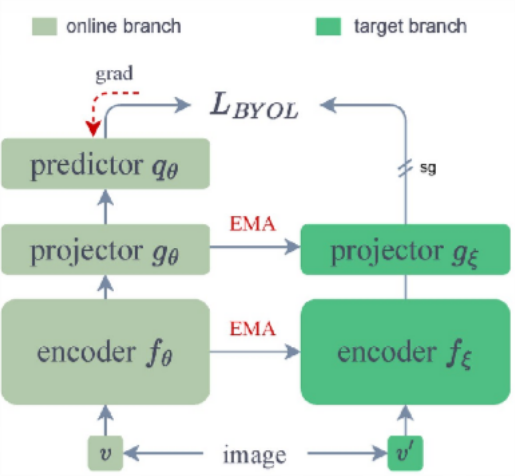 online branch
target branch
grad
L_BYOL
predictor q_θ
sg
projector g_θ
EMA
projector g_ξ
encoder f_θ
EMA
encoder f_ξ
v
image
v'